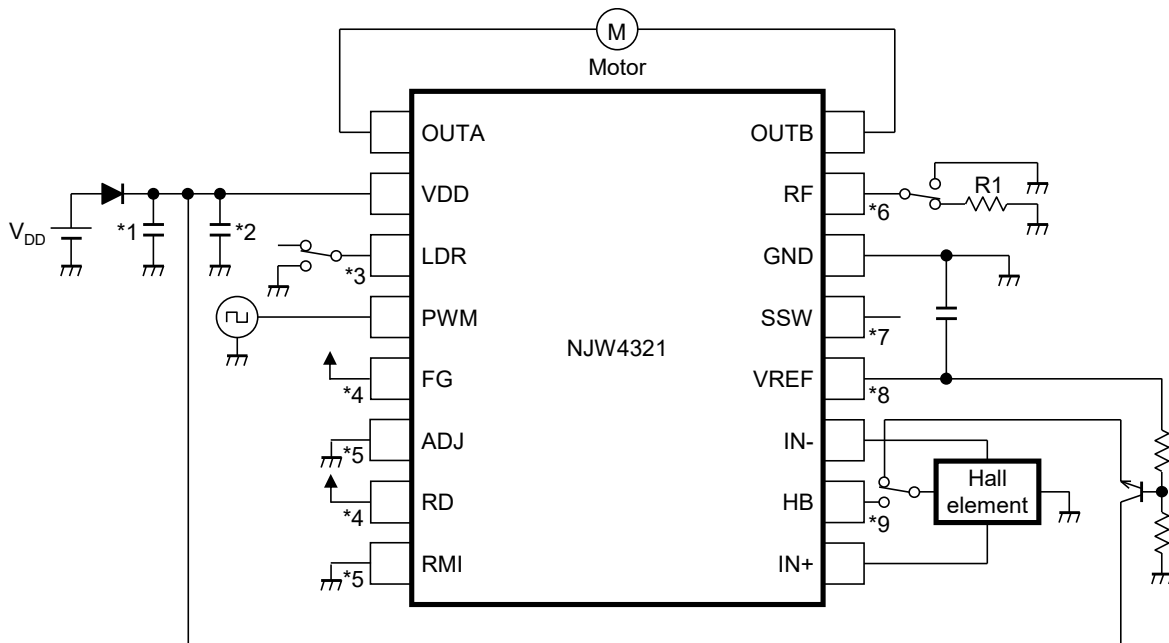 M
Motor
OUTA
OUTB
VDD
RF
*6
R1
V_DD
*1
*2
LDR
*3
GND
PWM
SSW
*7
NJW4321
FG
*4
VREF
*8
ADJ
*5
IN-
RD
*4
HB
*9
Hall
element
RMI
*5
IN+